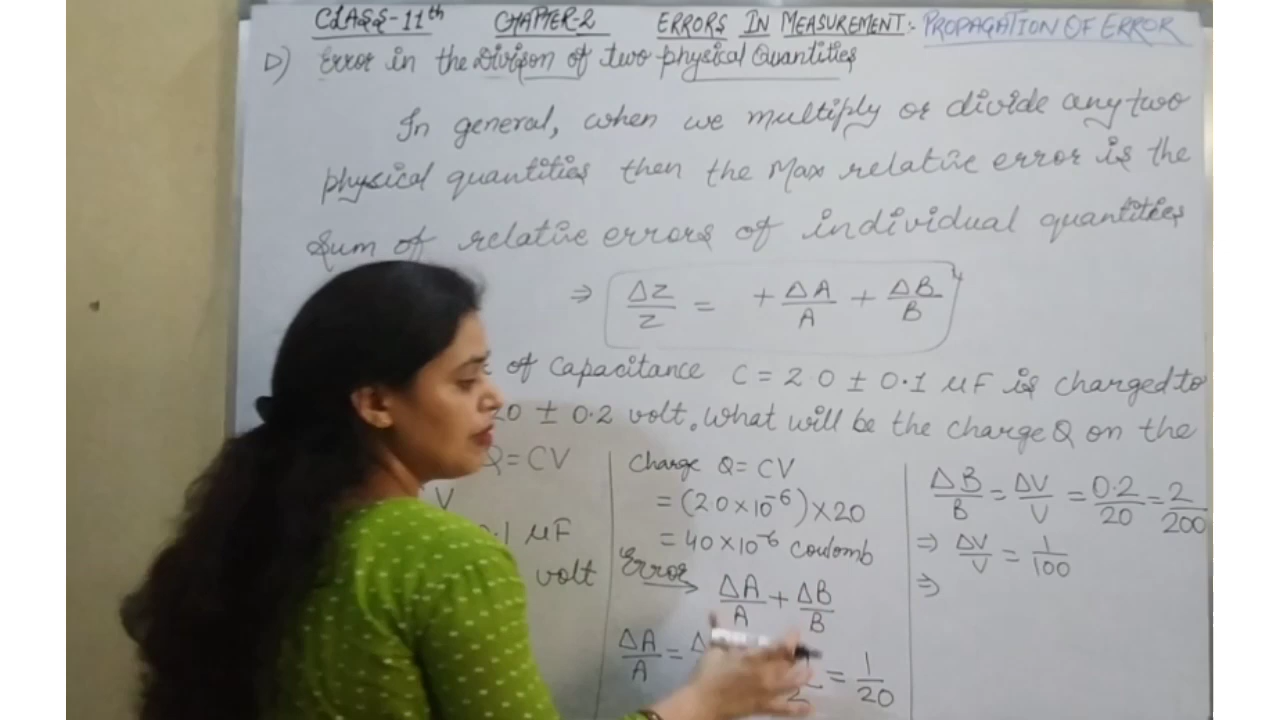 CLASS-11th CHAPTER-2 ERRORS IN MEASUREMENT:- PROPAGATION OF ERROR
D) Error in the Divison of two physical Quantities
In general, when we multiply or divide any two
physical quantities then the Max relative error is the
Sum of relative errors of individual quantities
⇒ ΔZ/Z = + ΔA/A + ΔB/B
of Capacitance C = 2.0 ± 0.1 μF is charged to
20 ± 0.2 volt. What will be the charge Q on the
Q = CV
V
0.1 μF
volt
Charge Q = CV
= (2.0 × 10⁻⁶) × 20
= 40 × 10⁻⁶ Coulomb
Error → ΔA/A + ΔB/B
ΔA/A = Δ
= 1/20
ΔB/B = ΔV/V = 0.2/20 = 2/200
⇒ ΔV/V = 1/100
⇒